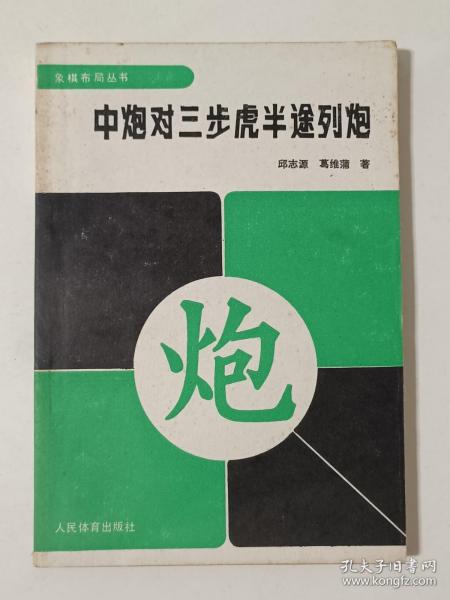 象棋布局丛书
中炮对三步虎半途列炮
邱志源 葛维蒲 著
炮
人民体育出版社
孔夫子旧书网
www.kongfz.com